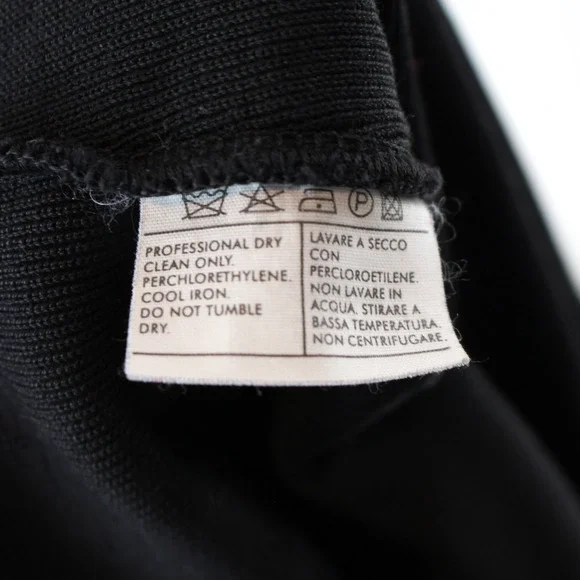 P
PROFESSIONAL DRY
CLEAN ONLY.
PERCHLORETHYLENE.
COOL IRON.
DO NOT TUMBLE
DRY.
LAVARE A SECCO
CON
PERCLOROETILENE.
NON LAVARE IN
ACQUA. STIRARE A
BASSA TEMPERATURA.
NON CENTRIFUGARE.